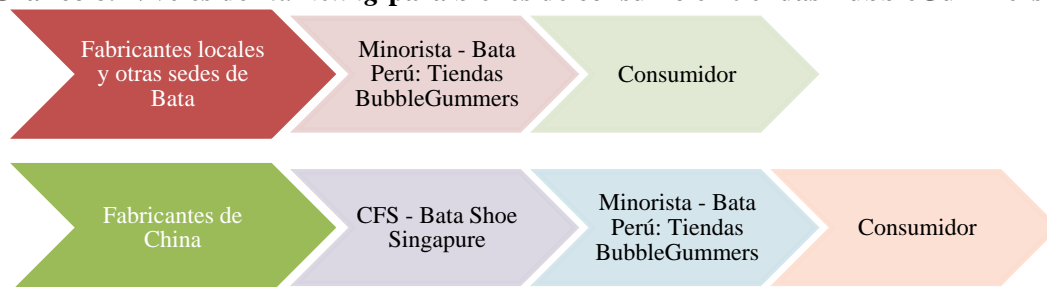 Fabricantes locales
y otras sedes de
Bata
Minorista - Bata
Perú: Tiendas
BubbleGummers
Consumidor
Fabricantes de
China
CFS - Bata Shoe
Singapure
Minorista - Bata
Perú: Tiendas
BubbleGummers
Consumidor